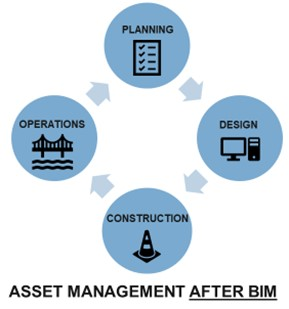 PLANNING
OPERATIONS
DESIGN
CONSTRUCTION
ASSET MANAGEMENT AFTER BIM